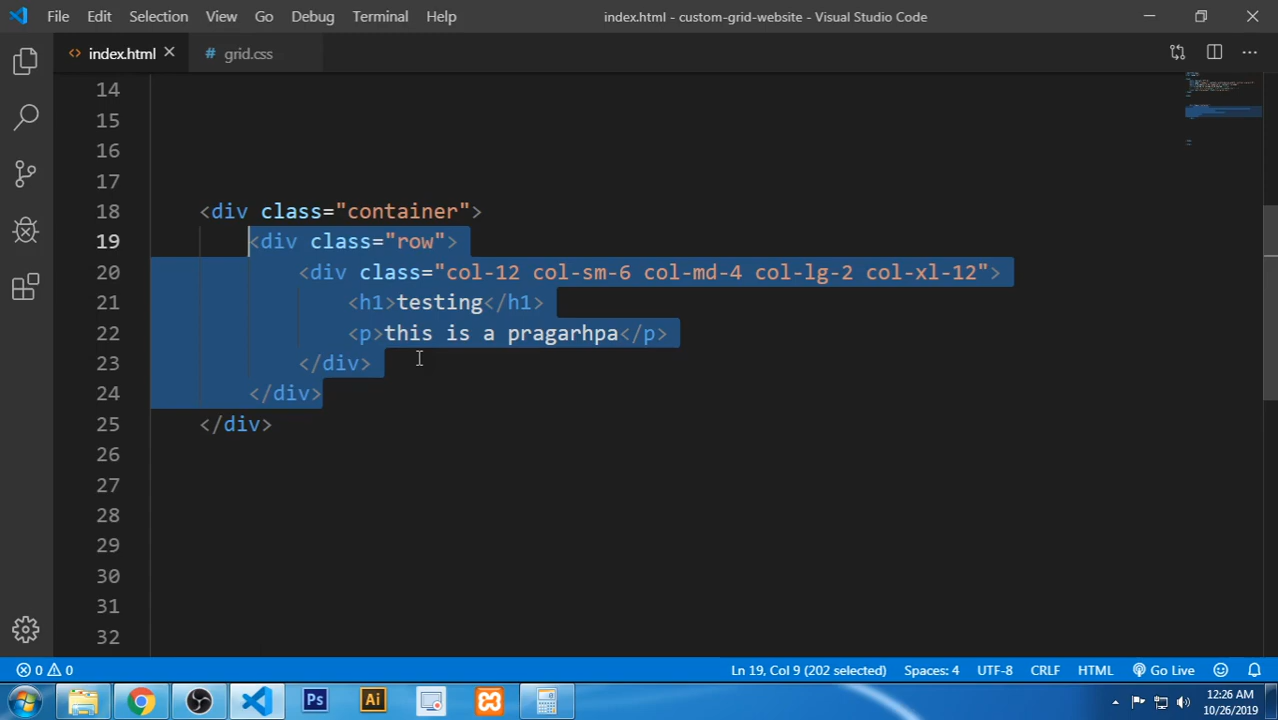 File Edit Selection View Go Debug Terminal Help index.html - custom-grid-website - Visual Studio Code
<> index.html × # grid.css
14
15
16
17
18 <div class="container">
19 <div class="row">
20 <div class="col-12 col-sm-6 col-md-4 col-lg-2 col-xl-12">
21 <h1>testing</h1>
22 <p>this is a pragarhpa</p>
23 </div>
24 </div>
25 </div>
26
27
28
29
30
31
32
0 0 Ln 19, Col 9 (202 selected) Spaces: 4 UTF-8 CRLF HTML Go Live
Ps Ai
12:26 AM
10/26/2019